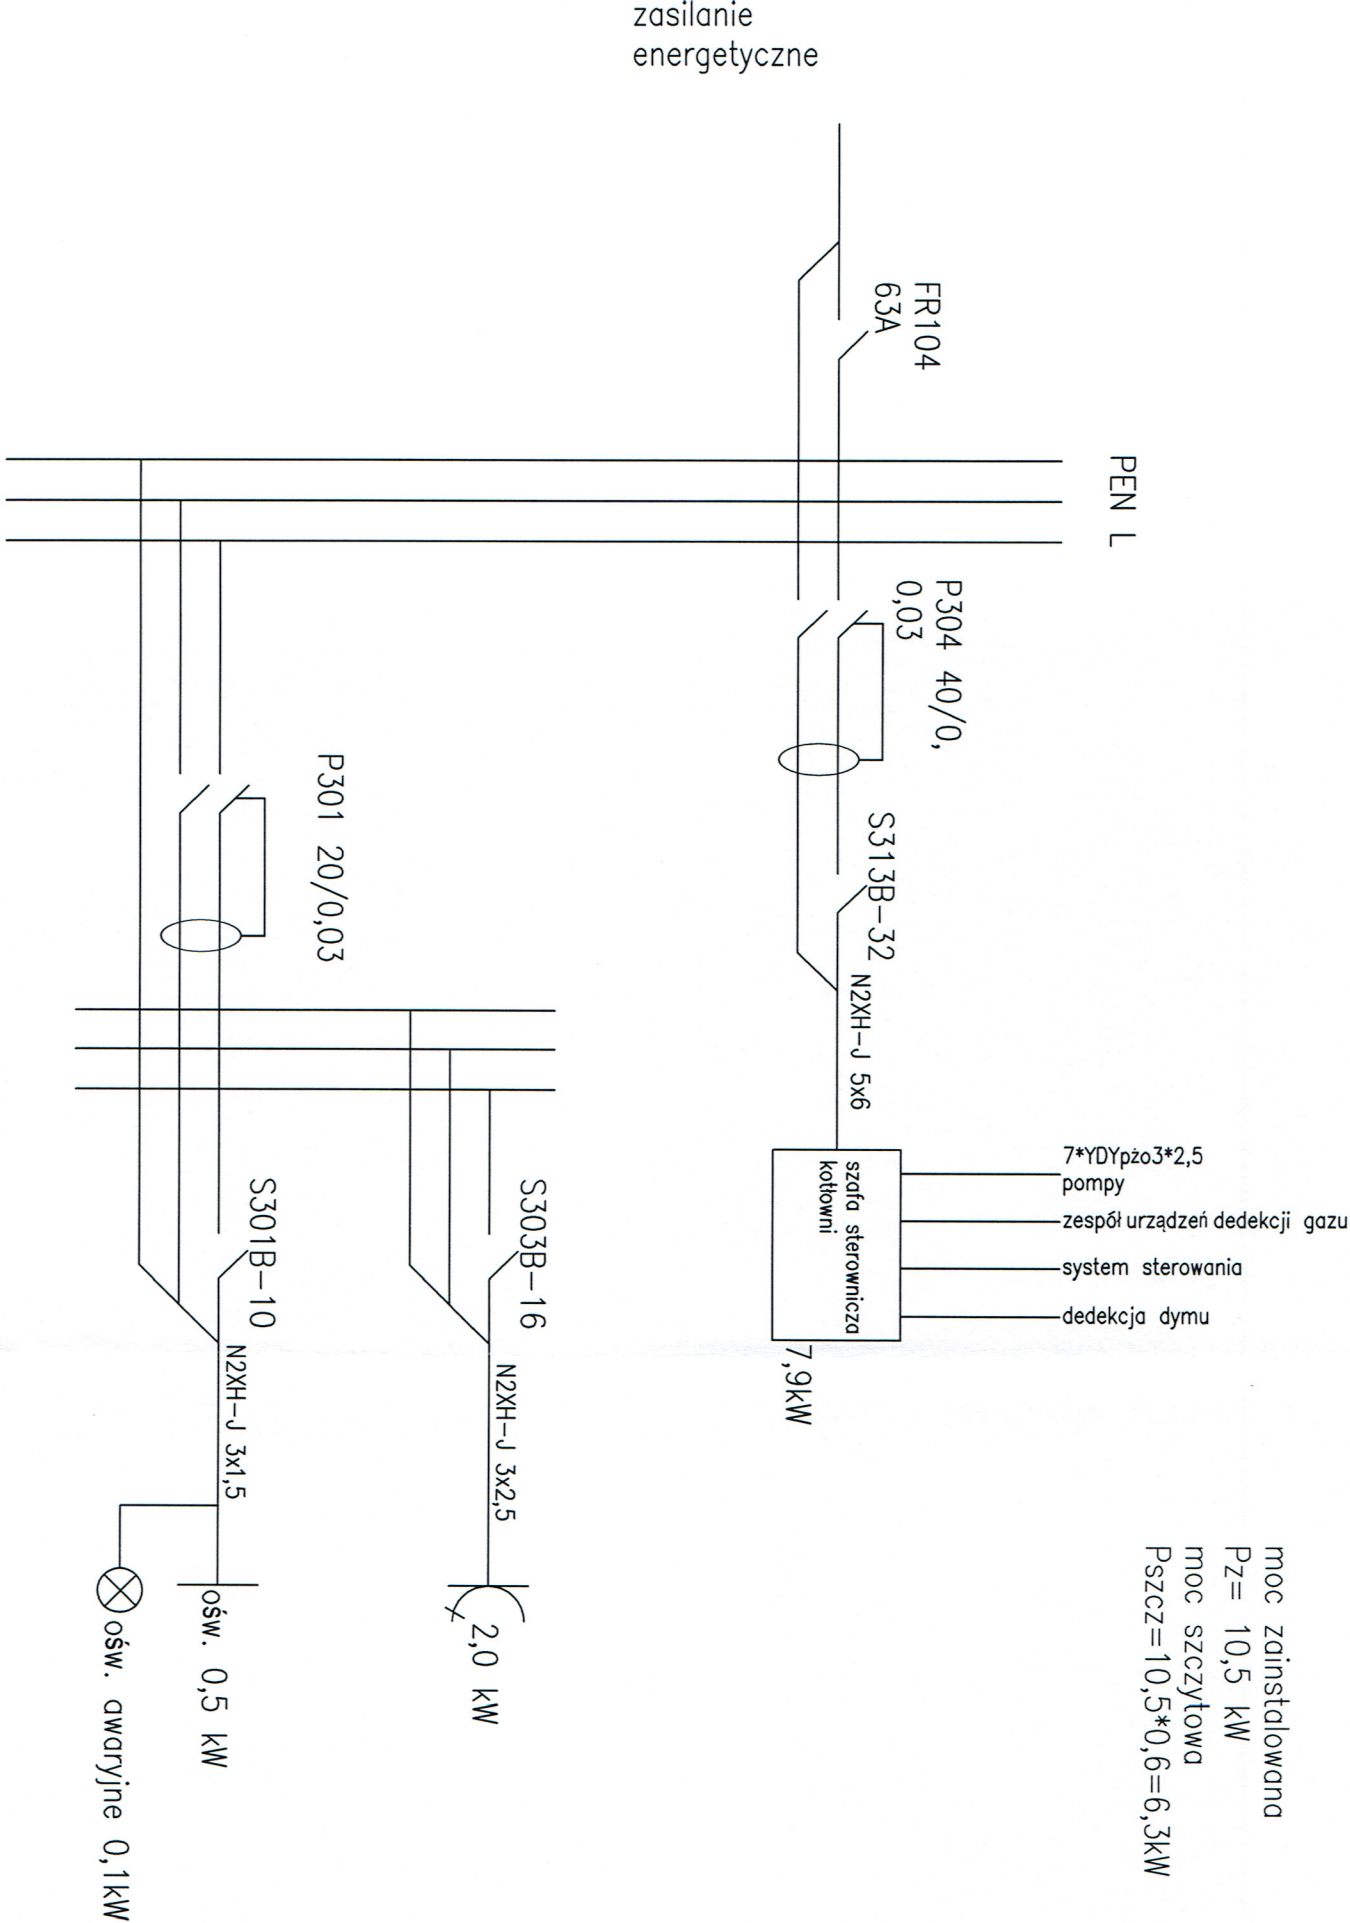 zasilanie
energetyczne
FR104
63A
PEN L
P304 40/0,
0,03
S313B-32
N2XH-J 5x6
szafa sterownicza
kotłowni
7,9kW
7*YDYpżo3*2,5
pompy
zespół urządzeń dedekcji gazu
system sterowania
dedekcja dymu
P301 20/0,03
S303B-16
N2XH-J 3x2,5
2,0 kW
S301B-10
N2XH-J 3x1,5
ośw. 0,5 kW
ośw. awaryjne 0,1kW
moc zainstalowana
Pz= 10,5 kW
moc szczytowa
Pszcz=10,5*0,6=6,3kW